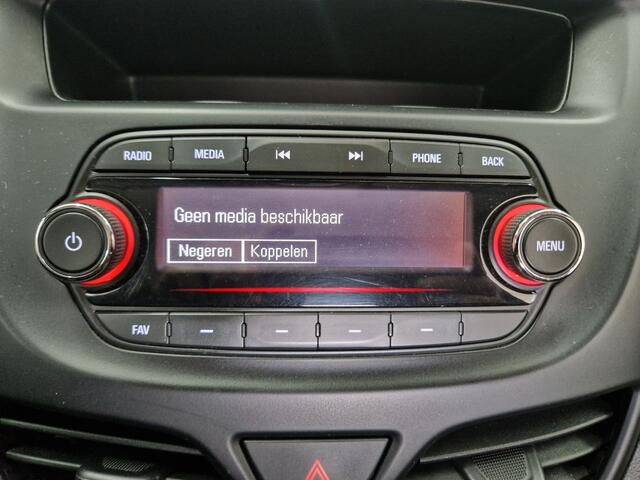 RADIO MEDIA PHONE BACK
Geen media beschikbaar
Negeren Koppelen
MENU
FAV